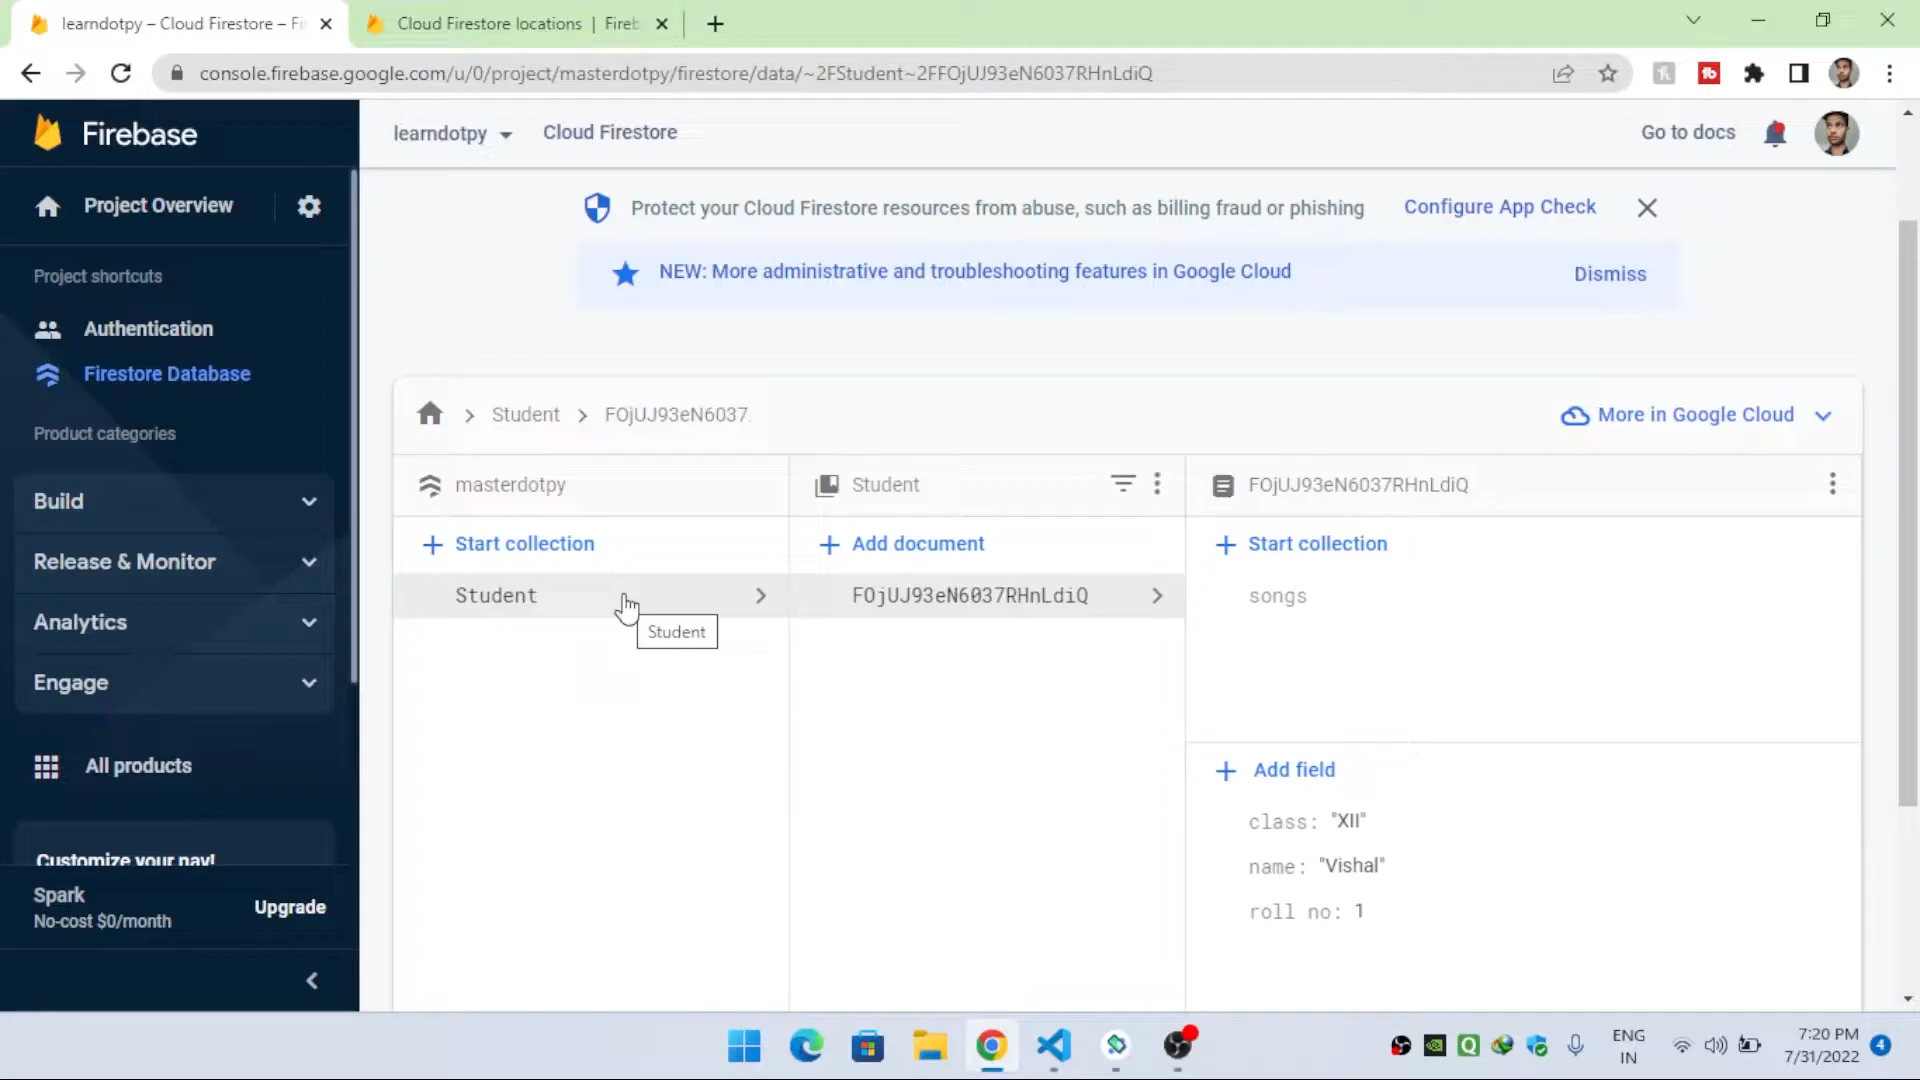 learndotpy – Cloud Firestore – Fi
Cloud Firestore locations | Fireb
console.firebase.google.com/u/0/project/masterdotpy/firestore/data/~2FStudent~2FFOjUJ93eN6037RHnLdiQ
Firebase
learndotpy
Cloud Firestore
Go to docs
Project Overview
Protect your Cloud Firestore resources from abuse, such as billing fraud or phishing
Configure App Check
NEW: More administrative and troubleshooting features in Google Cloud
Dismiss
Project shortcuts
Authentication
Firestore Database
Product categories
Build
Release & Monitor
Analytics
Engage
All products
Customize your nav!
Spark
No-cost $0/month
Upgrade
Student
FOjUJ93eN6037.
More in Google Cloud
masterdotpy
Student
FOjUJ93eN6037RHnLdiQ
Start collection
Add document
Start collection
Student
FOjUJ93eN6037RHnLdiQ
songs
Student
Add field
class: "XII"
name: "Vishal"
roll no: 1
ENG
IN
7:20 PM
7/31/2022
4